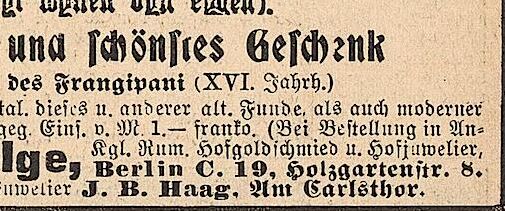 und schönstes Geschenk
des Frangipani (XVI. Jahrh.)
tal. dieses u. anderer alt. Funde, als auch moderner
geg. Eins. v. M. 1.— franko. (Bei Bestellung in An=
Kgl. Rum. Hofgoldschmied u. Hofjuwelier,
lge, Berlin C. 19, Holzgartenstr. 8.
juwelier J. B. Haag, Am Carlsthor.